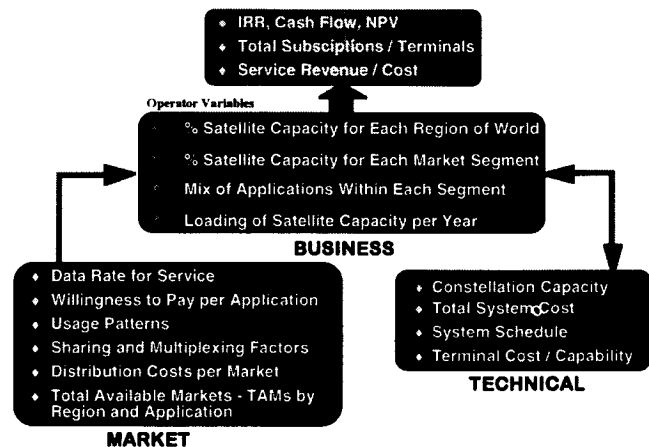 ♦ IRR, Cash Flow, NPV
♦ Total Subsciptions / Terminals
♦ Service Revenue / Cost
Operator Variables
% Satellite Capacity for Each Region of World
% Satellite Capacity for Each Market Segment
Mix of Applications Within Each Segment
Loading of Satellite Capacity per Year
BUSINESS
♦ Data Rate for Service
♦ Willingness to Pay per Application
♦ Usage Patterns
♦ Sharing and Multiplexing Factors
♦ Distribution Costs per Market
♦ Total Available Markets - TAMs by
Region and Application
MARKET
♦ Constellation Capacity
♦ Total System Cost
♦ System Schedule
♦ Terminal Cost / Capability
TECHNICAL